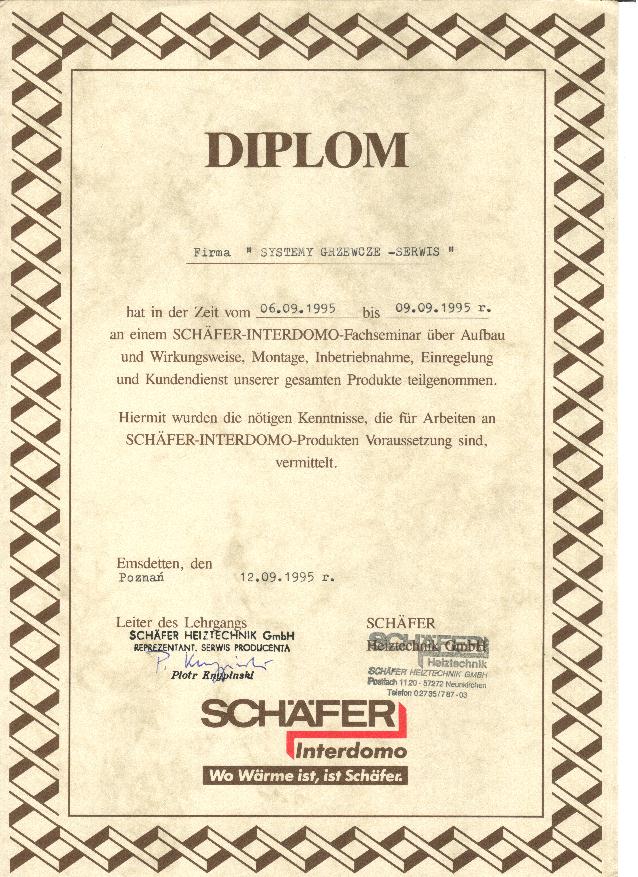 DIPLOM
Firma " SYSTEMY GRZEWCZE -SERWIS "
hat in der Zeit vom 06.09.1995 bis 09.09.1995 r.
an einem SCHÄFER-INTERDOMO-Fachseminar über Aufbau
und Wirkungsweise, Montage, Inbetriebnahme, Einregelung
und Kundendienst unserer gesamten Produkte teilgenommen.
Hiermit wurden die nötigen Kenntnisse, die für Arbeiten an
SCHÄFER-INTERDOMO-Produkten Voraussetzung sind,
vermittelt.
Emsdetten, den
Poznań 12.09.1995 r.
Leiter des Lehrgangs
SCHÄFER HEIZTECHNIK GmbH
REPREZENTANT. SERWIS PRODUCENTA
Piotr Knypinski
SCHÄFER
Heiztechnik GmbH
SCHÄFER
Heiztechnik
SCHÄFER HEIZTECHNIK GMBH
Postfach 1120 - 57272 Neunkirchen
Telefon 02735/787-03
SCHÄFER
Interdomo
Wo Wärme ist, ist Schäfer.